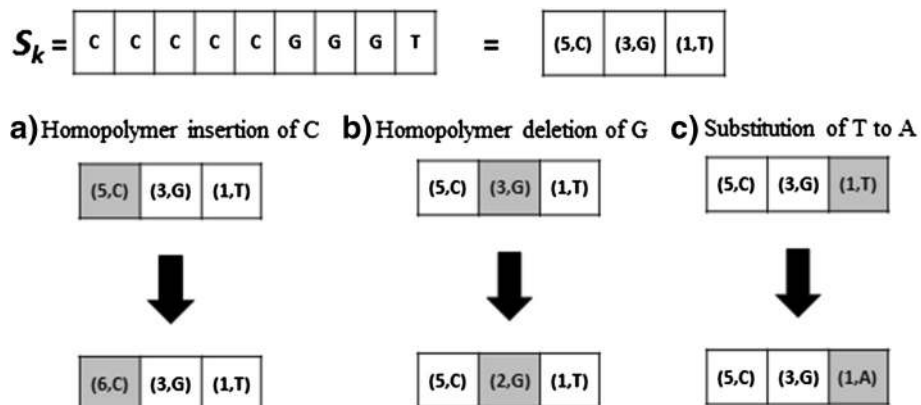 S_k = C C C C C G G G T = (5,C) (3,G) (1,T)
a) Homopolymer insertion of C
(5,C) (3,G) (1,T)
(6,C) (3,G) (1,T)
b) Homopolymer deletion of G
(5,C) (3,G) (1,T)
(5,C) (2,G) (1,T)
c) Substitution of T to A
(5,C) (3,G) (1,T)
(5,C) (3,G) (1,A)